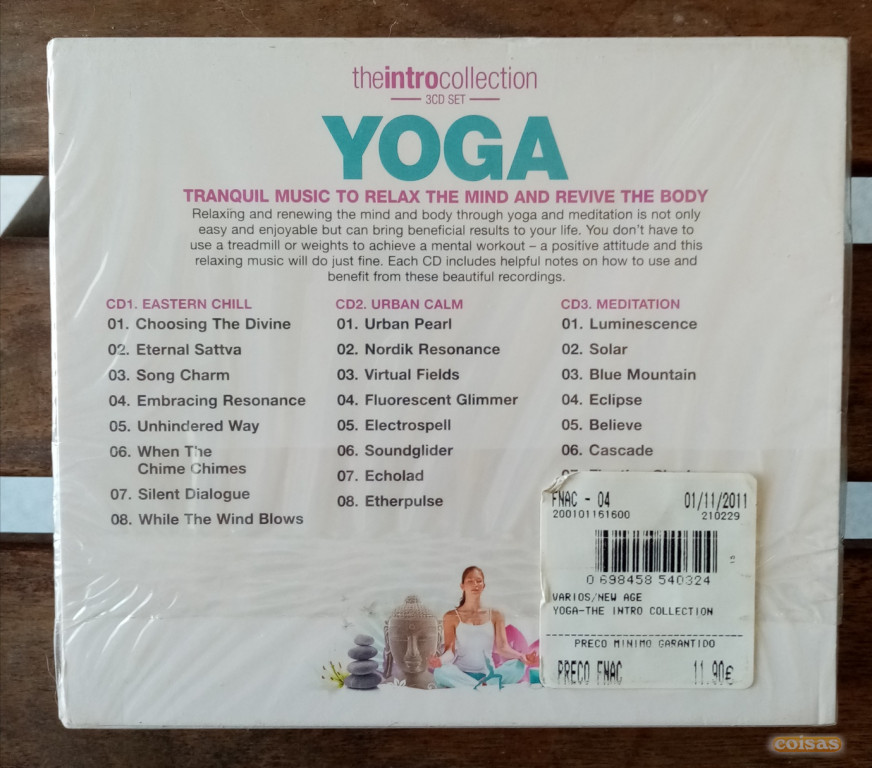 theintrocollection
3CD SET
YOGA
TRANQUIL MUSIC TO RELAX THE MIND AND REVIVE THE BODY
Relaxing and renewing the mind and body through yoga and meditation is not only
easy and enjoyable but can bring beneficial results to your life. You don't have to
use a treadmill or weights to achieve a mental workout – a positive attitude and this
relaxing music will do just fine. Each CD includes helpful notes on how to use and
benefit from these beautiful recordings.
CD1. EASTERN CHILL
01. Choosing The Divine
02. Eternal Sattva
03. Song Charm
04. Embracing Resonance
05. Unhindered Way
06. When The
Chime Chimes
07. Silent Dialogue
08. While The Wind Blows
CD2. URBAN CALM
01. Urban Pearl
02. Nordik Resonance
03. Virtual Fields
04. Fluorescent Glimmer
05. Electrospell
06. Soundglider
07. Echolad
08. Etherpulse
CD3. MEDITATION
01. Luminescence
02. Solar
03. Blue Mountain
04. Eclipse
05. Believe
06. Cascade
FNAC - 04 01/11/2011
200101161600 210229
0 698458 540324
VARIOS/NEW AGE
YOGA-THE INTRO COLLECTION
PRECO MINIMO GARANTIDO
PRECO FNAC 11.90€
coisas